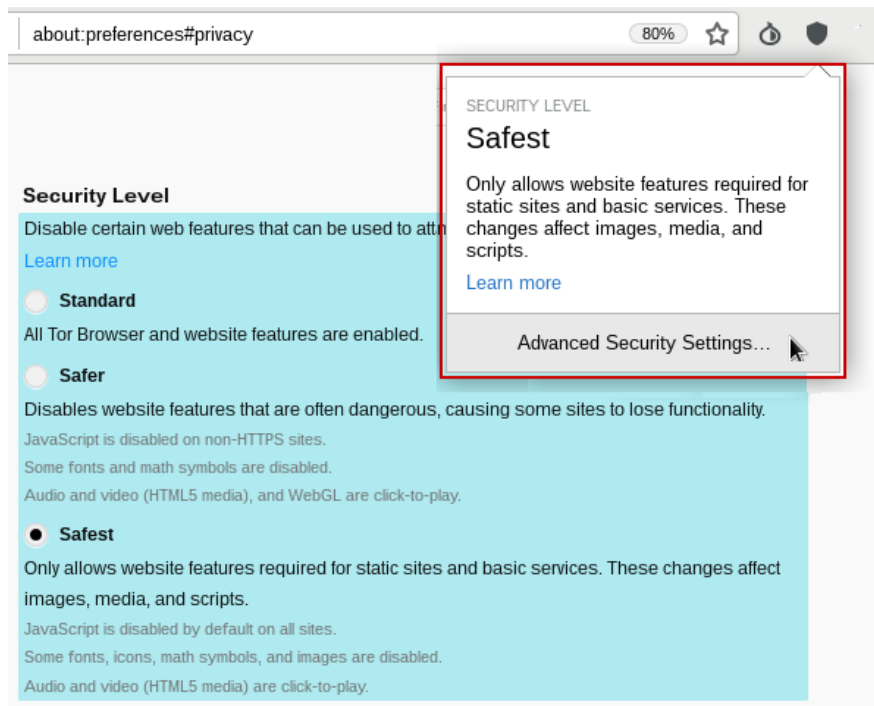 about:preferences#privacy
80%
SECURITY LEVEL
Safest
Only allows website features required for
static sites and basic services. These
changes affect images, media, and
scripts.
Learn more
Advanced Security Settings…
Security Level
Disable certain web features that can be used to
Learn more
Standard
All Tor Browser and website features are enabled.
Safer
Disables website features that are often dangerous, causing some sites to lose functionality.
JavaScript is disabled on non-HTTPS sites.
Some fonts and math symbols are disabled.
Audio and video (HTML5 media), and WebGL are click-to-play.
Safest
Only allows website features required for static sites and basic services. These changes affect
images, media, and scripts.
JavaScript is disabled by default on all sites.
Some fonts, icons, math symbols, and images are disabled.
Audio and video (HTML5 media) are click-to-play.